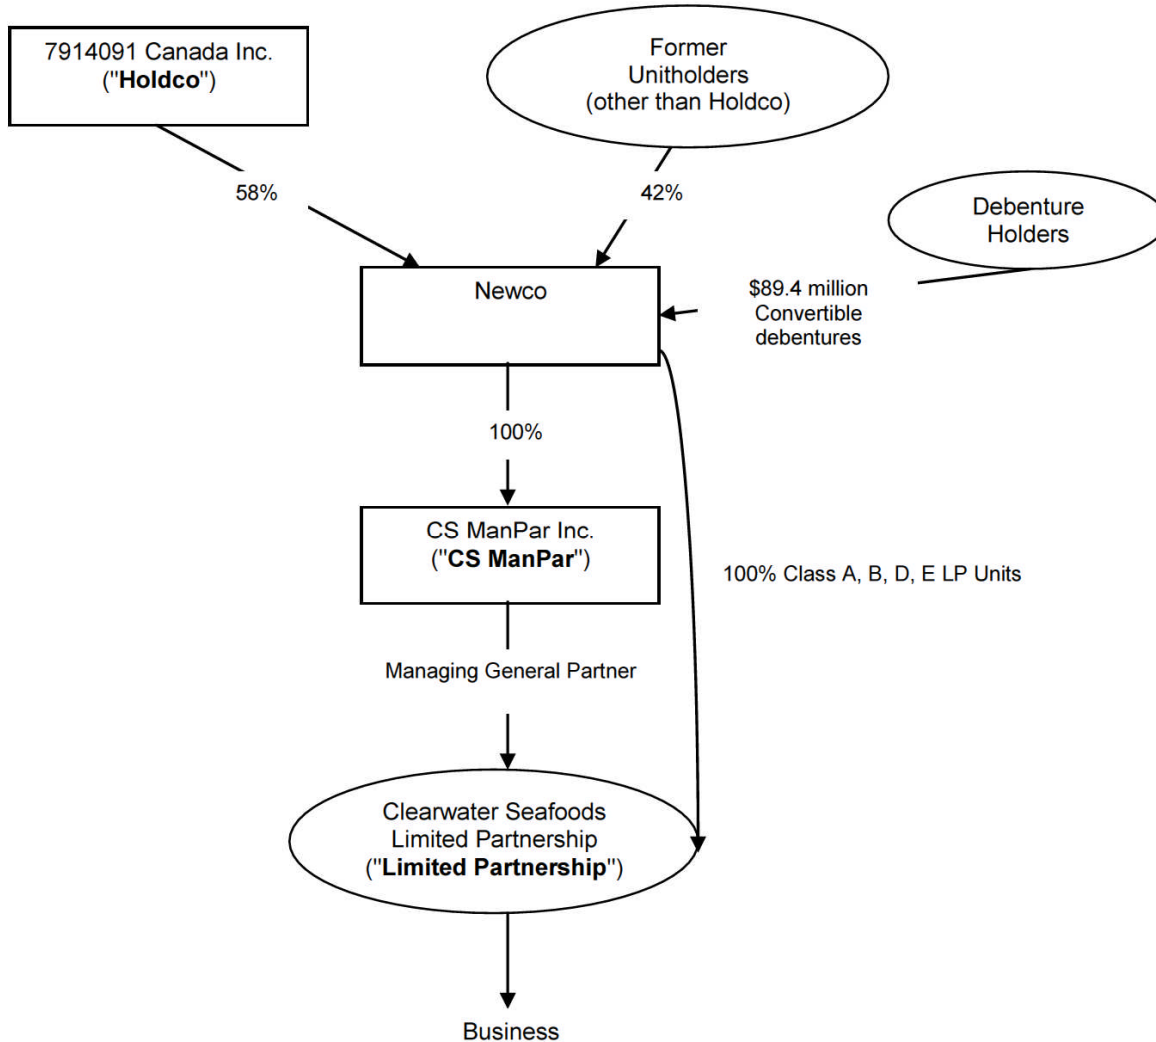 7914091 Canada Inc.
("Holdco")
Former
Unitholders
(other than Holdco)
58%
42%
Debenture
Holders
Newco
$89.4 million
Convertible
debentures
100%
CS ManPar Inc.
("CS ManPar")
100% Class A, B, D, E LP Units
Managing General Partner
Clearwater Seafoods
Limited Partnership
("Limited Partnership")
Business